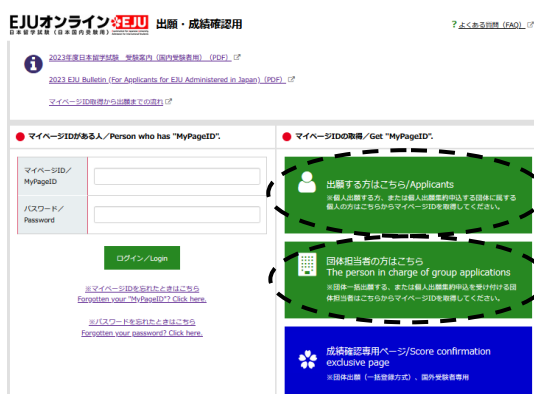 EJUオンライン EJU 出願・成績確認用
日本留学試験(日本国内受験用)
? よくある質問(FAQ)
2023年度日本留学試験 受験案内(国内受験者用)(PDF)
2023 EJU Bulletin (For Applicants for EJU Administered in Japan) (PDF)
マイページID取得から出願までの流れ
マイページIDがある人/Person who has "MyPageID".
マイページID/
MyPageID
パスワード/
Password
ログイン/Login
※マイページIDを忘れたときはこちら
Forgotten your "MyPageID"? Click here.
※パスワードを忘れたときはこちら
Forgotten your password? Click here.
マイページIDの取得/Get "MyPageID".
出願する方はこちら/Applicants
※個人出願する方、または個人出願集約申込する団体に属する
個人の方はこちらからマイページIDを取得してください。
団体担当者の方はこちら
The person in charge of group applications
※団体一括出願する、または個人出願集約申込を受け付ける団
体担当者はこちらからマイページIDを取得してください。
成績確認専用ページ/Score confirmation
exclusive page
※団体出願(一括登録方式)、国外受験者専用